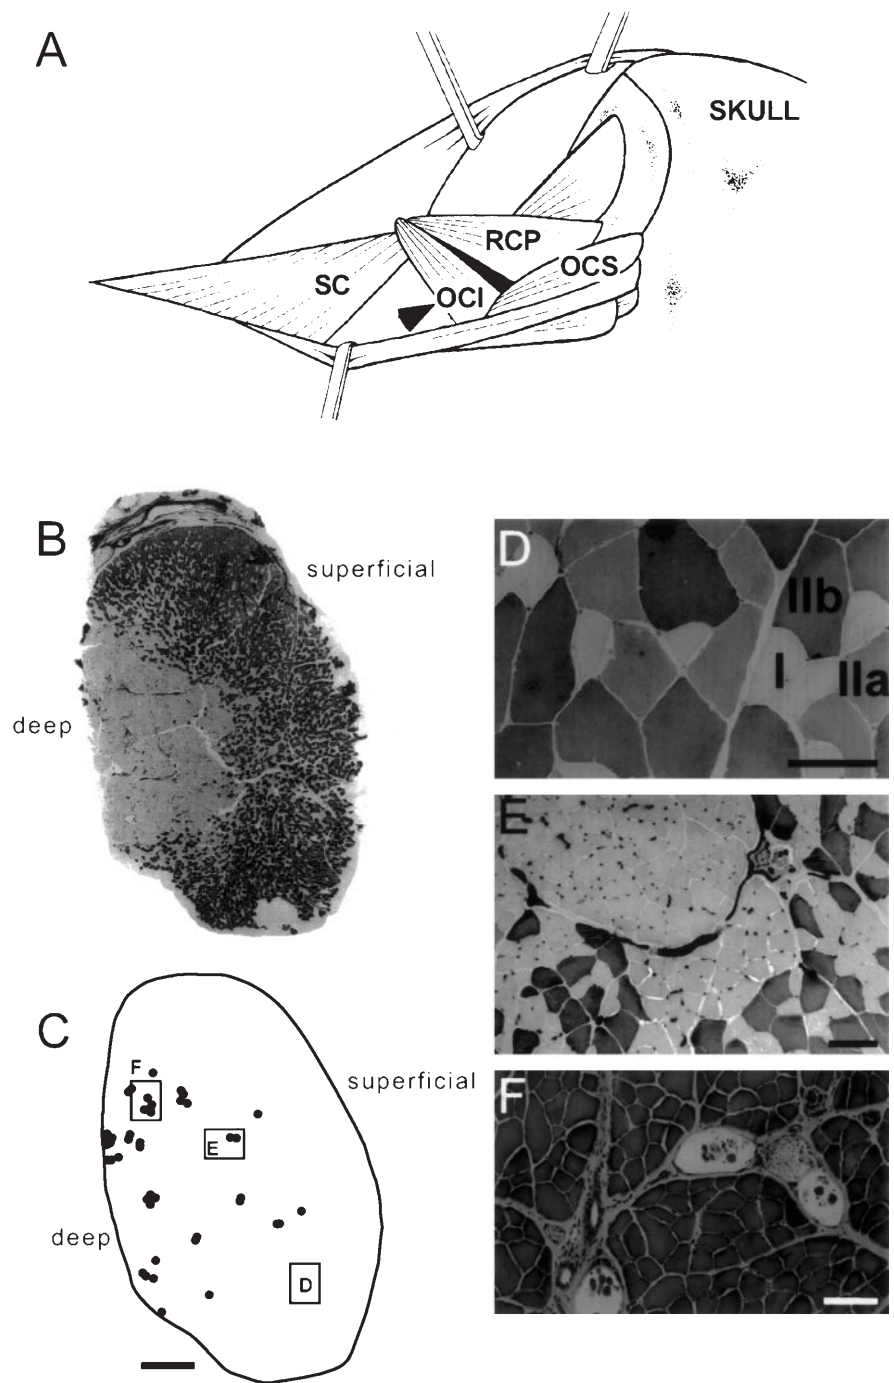 A
SKULL
RCP
OCS
SC
OCI
B
superficial
deep
D
IIb
I
IIa
E
C
F
superficial
E
deep
D
F